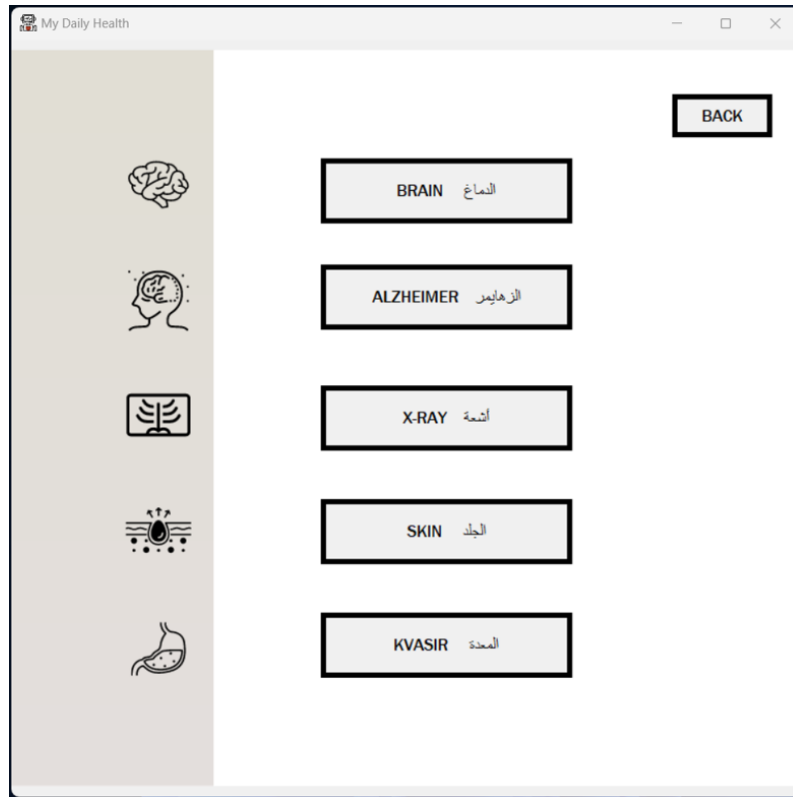 My Daily Health
BACK
BRAIN الدماغ
ALZHEIMER الزهايمر
X-RAY أشعة
SKIN الجلد
KVASIR المعدة